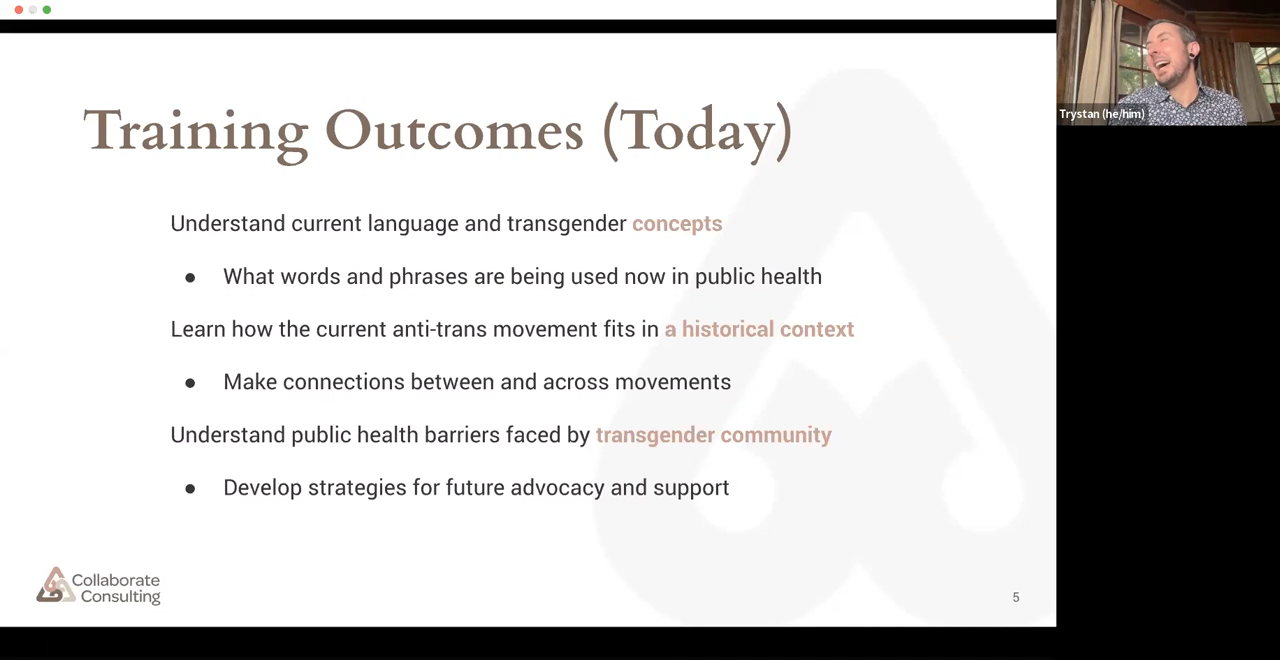 Training Outcomes (Today)
Understand current language and transgender concepts
● What words and phrases are being used now in public health
Learn how the current anti-trans movement fits in a historical context
● Make connections between and across movements
Understand public health barriers faced by transgender community
● Develop strategies for future advocacy and support
Collaborate
Consulting
5
Trystan (he/him)